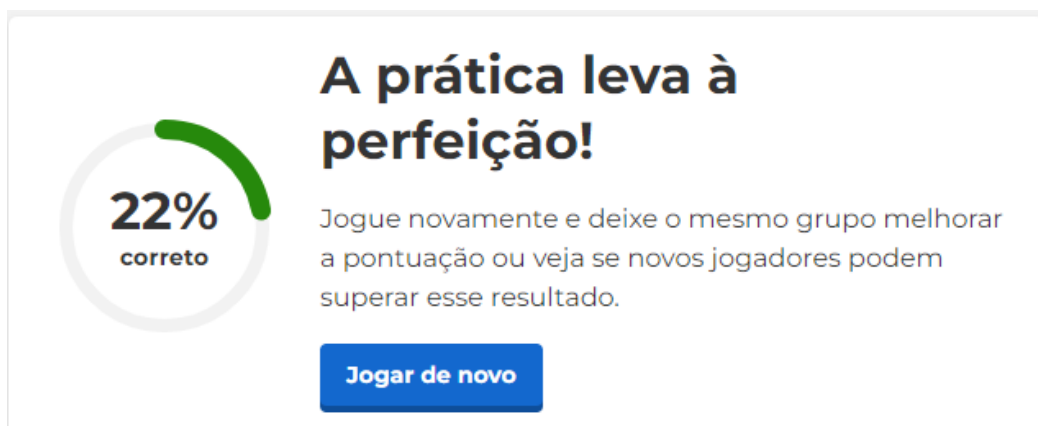 A prática leva à
perfeição!
22%
correto
Jogue novamente e deixe o mesmo grupo melhorar
a pontuação ou veja se novos jogadores podem
superar esse resultado.
Jogar de novo